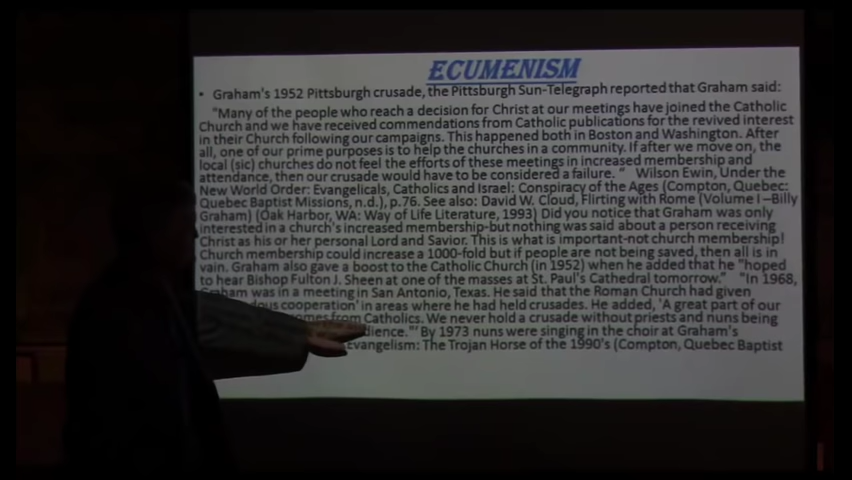 ECUMENISM
• Graham's 1952 Pittsburgh crusade, the Pittsburgh Sun-Telegraph reported that Graham said:
"Many of the people who reach a decision for Christ at our meetings have joined the Catholic
Church and we have received commendations from Catholic publications for the revived interest
in their Church following our campaigns. This happened both in Boston and Washington. After
all, one of our prime purposes is to help the churches in a community. If after we move on, the
local (sic) churches do not feel the efforts of these meetings in increased membership and
attendance, then our crusade would have to be considered a failure. " Wilson Ewin, Under the
New World Order: Evangelicals, Catholics and Israel: Conspiracy of the Ages (Compton, Quebec:
Quebec Baptist Missions, n.d.), p.76. See also: David W. Cloud, Flirting with Rome (Volume I –Billy
Graham) (Oak Harbor, WA: Way of Life Literature, 1993) Did you notice that Graham was only
interested in a church's increased membership-but nothing was said about a person receiving
Christ as his or her personal Lord and Savior. This is what is important-not church membership!
Church membership could increase a 1000-fold but if people are not being saved, then all is in
vain. Graham also gave a boost to the Catholic Church (in 1952) when he added that he "hoped
to hear Bishop Fulton J. Sheen at one of the masses at St. Paul's Cathedral tomorrow." "In 1968,
Graham was in a meeting in San Antonio, Texas. He said that the Roman Church had given
cooperation' in areas where he had held crusades. He added, 'A great part of our
comes from Catholics. We never hold a crusade without priests and nuns being
By 1973 nuns were singing in the choir at Graham's
Evangelism: The Trojan Horse of the 1990's (Compton, Quebec Baptist